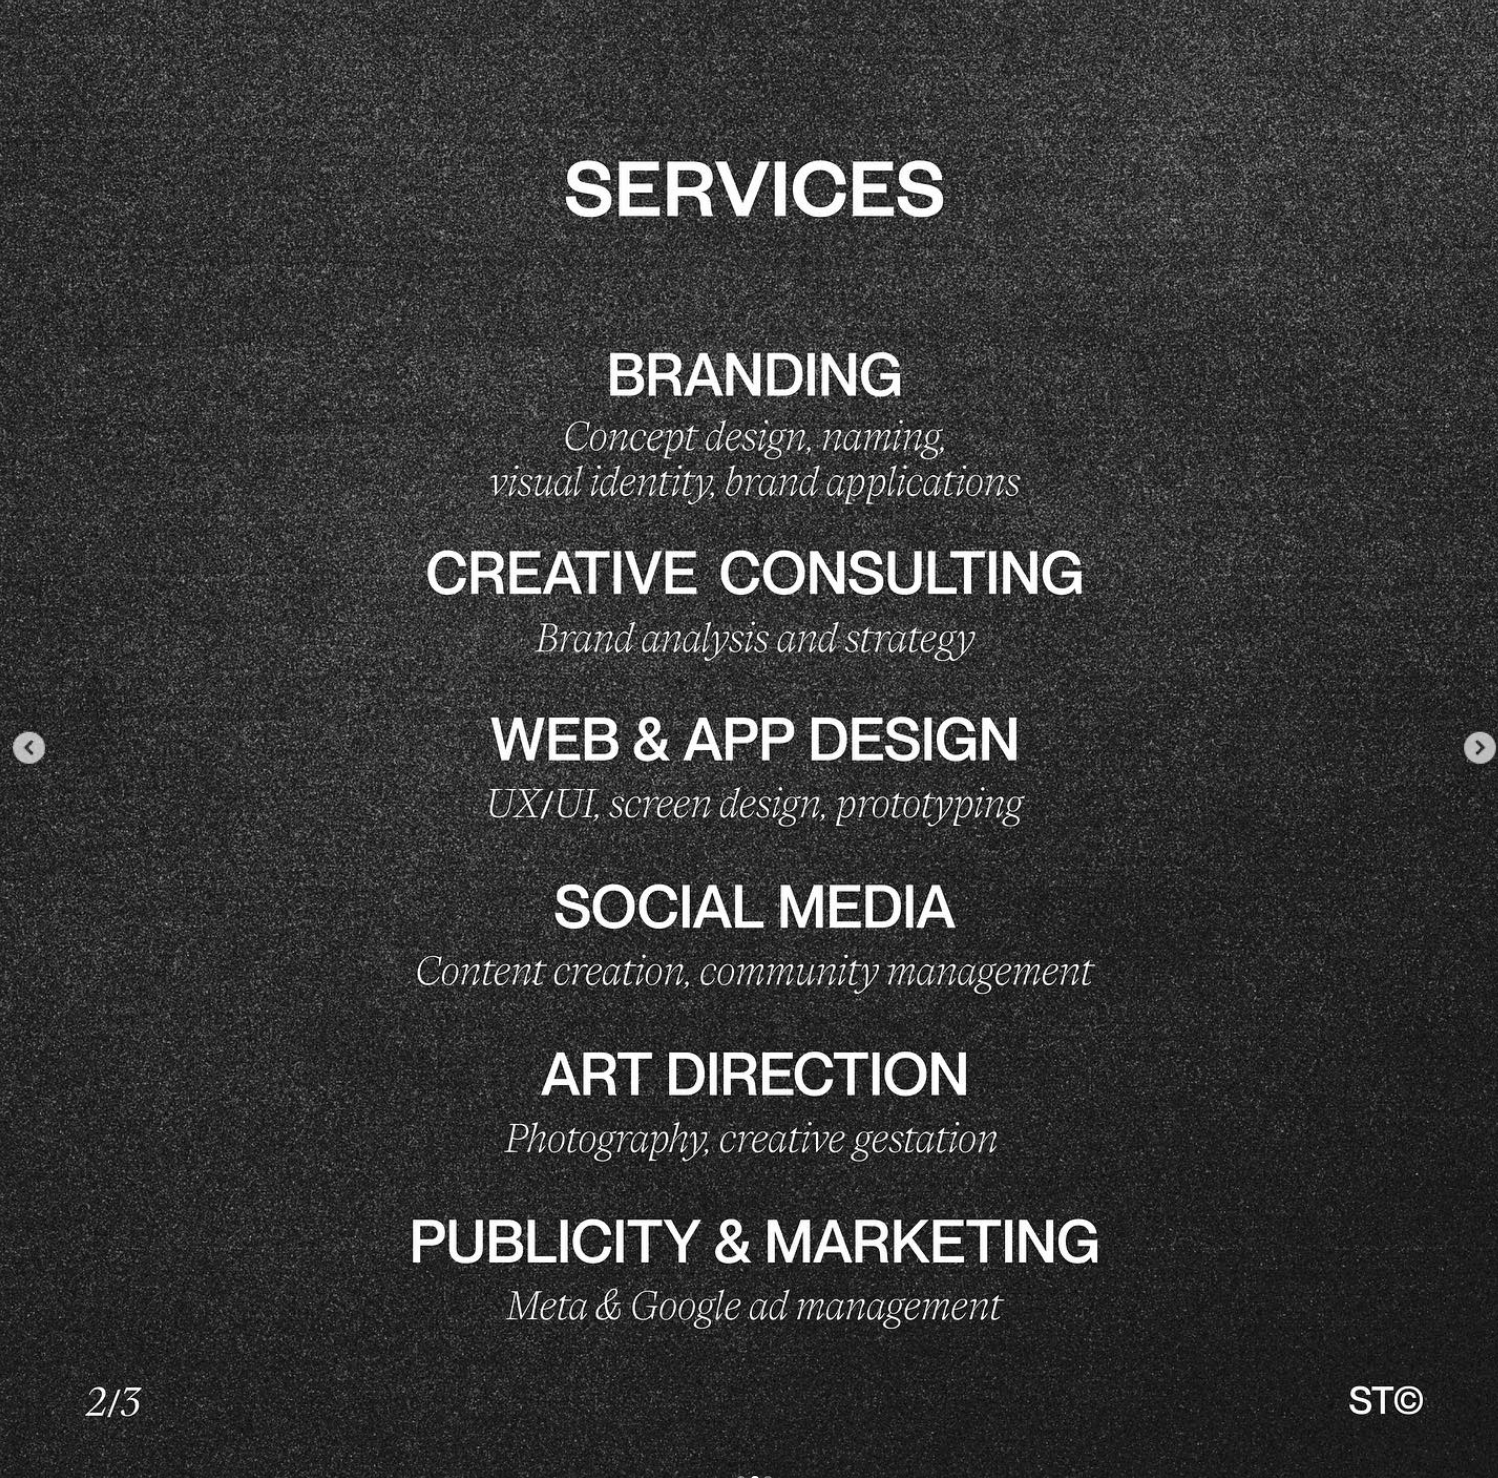 SERVICES
BRANDING
Concept design, naming,
visual identity, brand applications
CREATIVE CONSULTING
Brand analysis and strategy
WEB & APP DESIGN
UX/UI, screen design, prototyping
SOCIAL MEDIA
Content creation, community management
ART DIRECTION
Photography, creative gestation
PUBLICITY & MARKETING
Meta & Google ad management
2/3
ST©